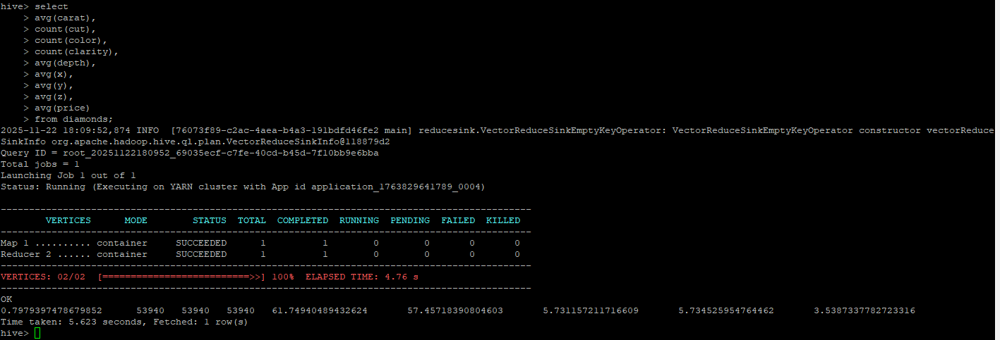 hive> select
    > avg(carat),
    > count(cut),
    > count(color),
    > count(clarity),
    > avg(depth),
    > avg(x),
    > avg(y),
    > avg(z),
    > avg(price)
    > from diamonds;
2025-11-22 18:09:52,874 INFO  [76073f89-c2ac-4aea-b4a3-191bdfd46fe2 main] reducesink.VectorReduceSinkEmptyKeyOperator: VectorReduceSinkEmptyKeyOperator constructor vectorReduce
SinkInfo org.apache.hadoop.hive.ql.plan.VectorReduceSinkInfo@118879d2
Query ID = root_20251122180952_69035ecf-c7fe-40cd-b45d-7f10bb9e6bba
Total jobs = 1
Launching Job 1 out of 1
Status: Running (Executing on YARN cluster with App id application_1763829641789_0004)
----------------------------------------------------------------------------------------------
        VERTICES      MODE        STATUS  TOTAL  COMPLETED  RUNNING  PENDING  FAILED  KILLED
----------------------------------------------------------------------------------------------
Map 1 .......... container     SUCCEEDED      1          1        0        0       0       0
Reducer 2 ...... container     SUCCEEDED      1          1        0        0       0       0
----------------------------------------------------------------------------------------------
VERTICES: 02/02  [==========================>>] 100%  ELAPSED TIME: 4.76 s
----------------------------------------------------------------------------------------------
OK
0.7979397478679852      53940   53940   53940   61.74940489432624       57.45718390804603       5.731157211716609       5.734525954764462       3.5387337782723316
Time taken: 5.623 seconds, Fetched: 1 row(s)
hive>